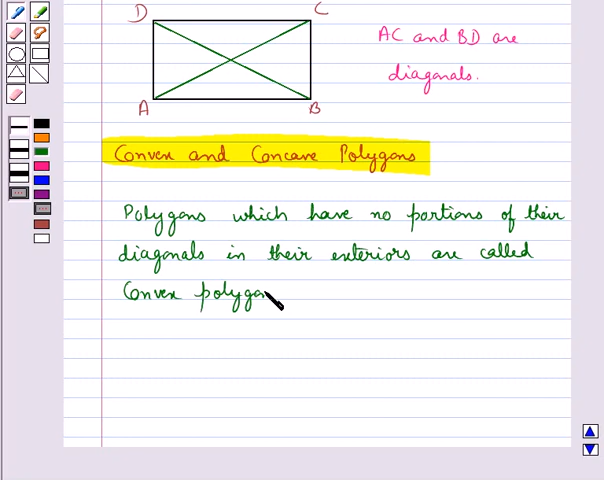 D C
AC and BD are
diagonals.
A B
Convex and Concave Polygons
Polygons which have no portions of their
diagonals in their exteriors are called
Convex polygon